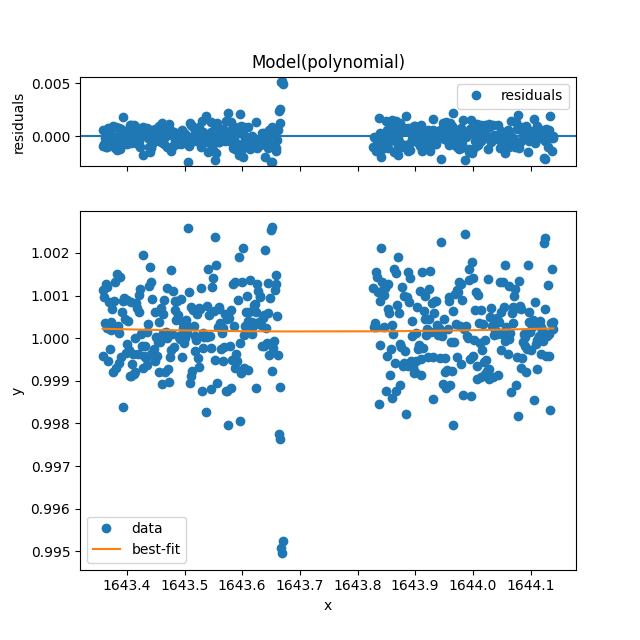 Model(polynomial)
0.005
0.000
residuals
residuals
1.002
1.001
1.000
0.999
0.998
0.997
0.996
0.995
y
data
best-fit
1643.4 1643.5 1643.6 1643.7 1643.8 1643.9 1644.0 1644.1
x